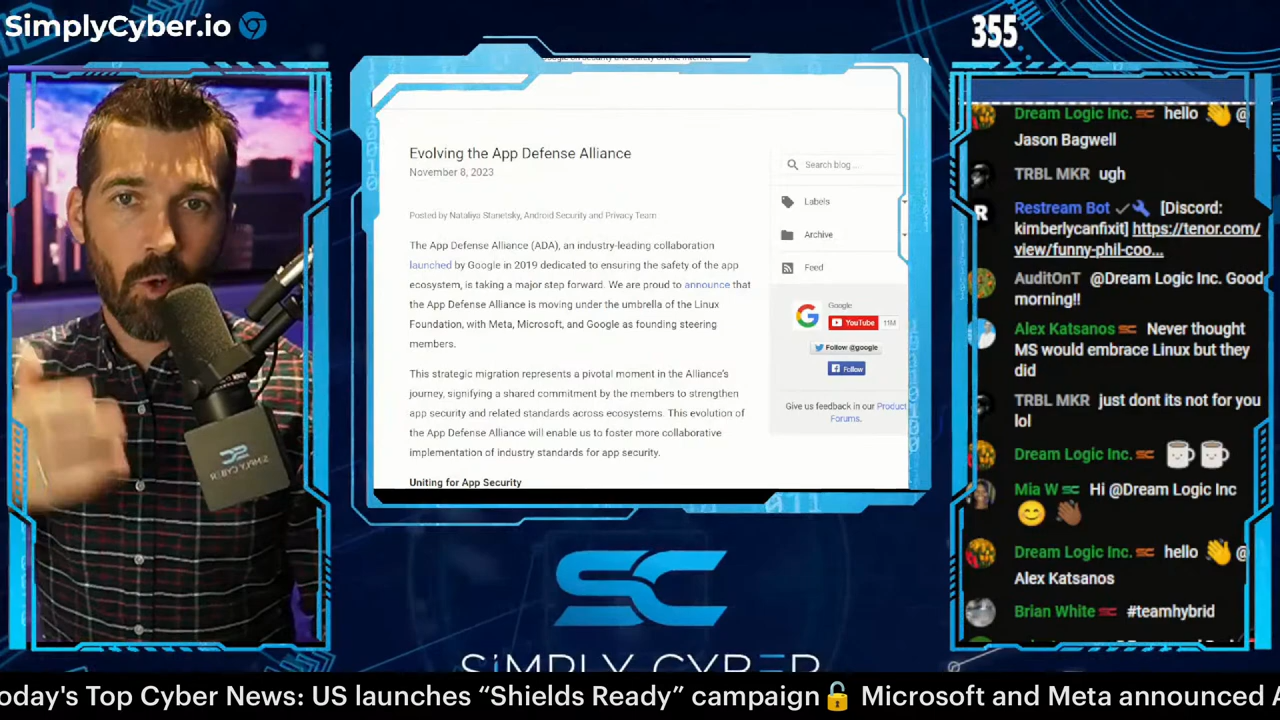 SimplyCyber.io
355
Evolving the App Defense Alliance
November 8, 2023
Posted by Nataliya Stanetsky, Android Security and Privacy Team
The App Defense Alliance (ADA), an industry-leading collaboration
launched by Google in 2019 dedicated to ensuring the safety of the app
ecosystem, is taking a major step forward. We are proud to announce that
the App Defense Alliance is moving under the umbrella of the Linux
Foundation, with Meta, Microsoft, and Google as founding steering
members.
This strategic migration represents a pivotal moment in the Alliance's
journey, signifying a shared commitment by the members to strengthen
app security and related standards across ecosystems. This evolution of
the App Defense Alliance will enable us to foster more collaborative
implementation of industry standards for app security.
Uniting for App Security
Search blog ...
Labels
Archive
Feed
Google
YouTube 11M
Follow @google
Follow
Give us feedback in our Product
Forums.
Dream Logic Inc. SC hello 👋 @
Jason Bagwell
TRBL MKR ugh
Restream Bot [Discord:
kimberlycanfixit] https://tenor.com/
view/funny-phil-coo...
AuditOnT @Dream Logic Inc. Good
morning!!
Alex Katsanos SC Never thought
MS would embrace Linux but they
did
TRBL MKR just dont its not for you
lol
Dream Logic Inc. SC
Mia W SC Hi @Dream Logic Inc
Dream Logic Inc. SC hello 👋 @
Alex Katsanos
Brian White SC #teamhybrid
SIMPLY CYBER
SC
SIMPLY CYBER
oday's Top Cyber News: US launches “Shields Ready” campaign🔓 Microsoft and Meta announced A